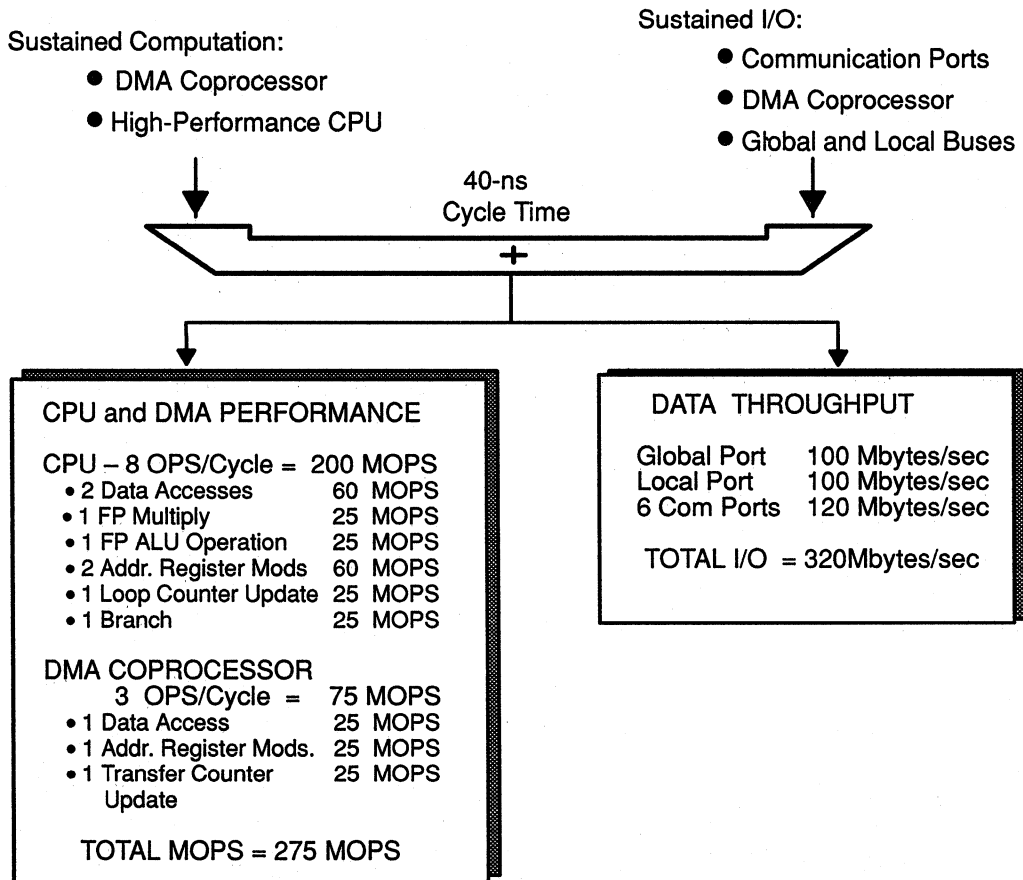 Sustained Computation:
● DMA Coprocessor
● High-Performance CPU
Sustained I/O:
● Communication Ports
● DMA Coprocessor
● Global and Local Buses
40-ns
Cycle Time
+
CPU and DMA PERFORMANCE
CPU – 8 OPS/Cycle = 200 MOPS
• 2 Data Accesses 60 MOPS
• 1 FP Multiply 25 MOPS
• 1 FP ALU Operation 25 MOPS
• 2 Addr. Register Mods 60 MOPS
• 1 Loop Counter Update 25 MOPS
• 1 Branch 25 MOPS
DMA COPROCESSOR
3 OPS/Cycle = 75 MOPS
• 1 Data Access 25 MOPS
• 1 Addr. Register Mods. 25 MOPS
• 1 Transfer Counter 25 MOPS
Update
TOTAL MOPS = 275 MOPS
DATA THROUGHPUT
Global Port 100 Mbytes/sec
Local Port 100 Mbytes/sec
6 Com Ports 120 Mbytes/sec
TOTAL I/O = 320Mbytes/sec